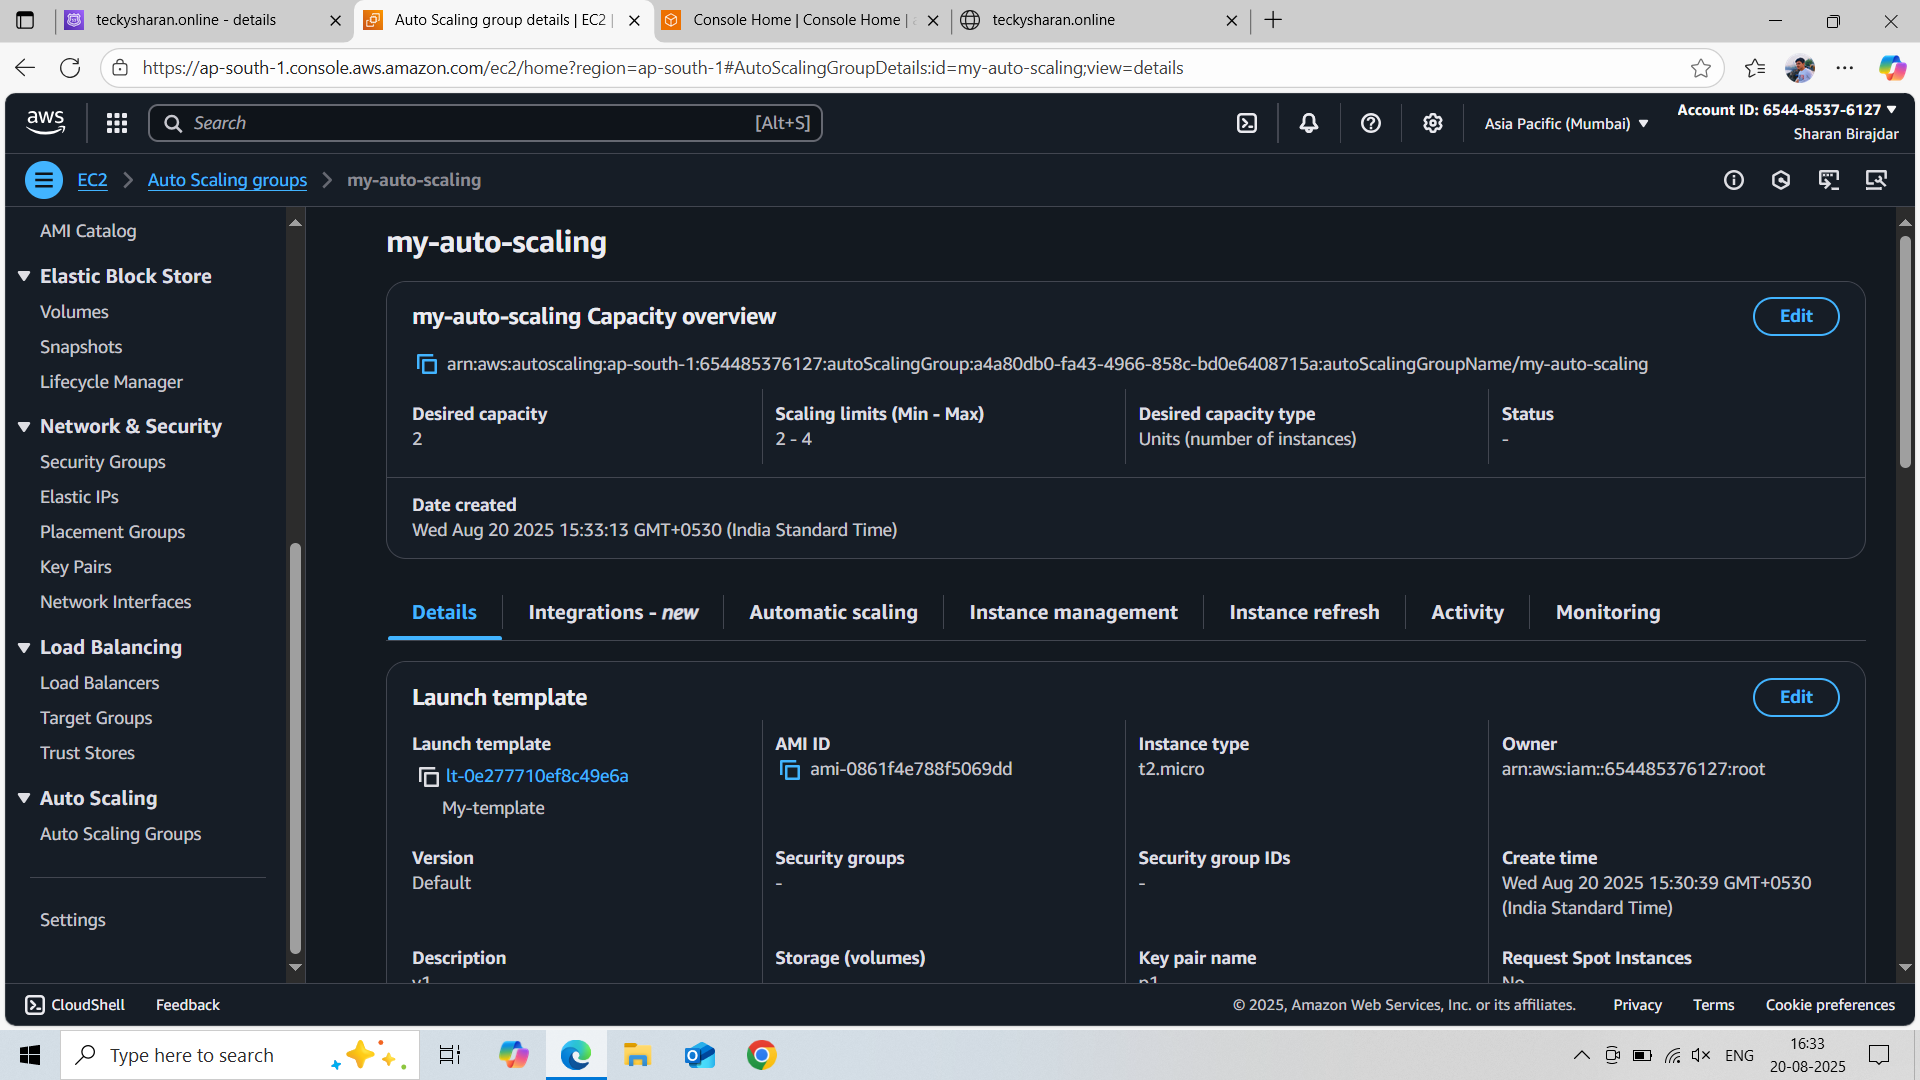 teckysharan.online - details
Auto Scaling group details | EC2 |
Console Home | Console Home |
teckysharan.online
https://ap-south-1.console.aws.amazon.com/ec2/home?region=ap-south-1#AutoScalingGroupDetails:id=my-auto-scaling;view=details
aws
Search
[Alt+S]
Asia Pacific (Mumbai)
Account ID: 6544-8537-6127
Sharan Birajdar
EC2
Auto Scaling groups
my-auto-scaling
AMI Catalog
Elastic Block Store
Volumes
Snapshots
Lifecycle Manager
Network & Security
Security Groups
Elastic IPs
Placement Groups
Key Pairs
Network Interfaces
Load Balancing
Load Balancers
Target Groups
Trust Stores
Auto Scaling
Auto Scaling Groups
Settings
my-auto-scaling
my-auto-scaling Capacity overview
Edit
arn:aws:autoscaling:ap-south-1:654485376127:autoScalingGroup:a4a80db0-fa43-4966-858c-bd0e6408715a:autoScalingGroupName/my-auto-scaling
Desired capacity
2
Scaling limits (Min - Max)
2 - 4
Desired capacity type
Units (number of instances)
Status
-
Date created
Wed Aug 20 2025 15:33:13 GMT+0530 (India Standard Time)
Details
Integrations - new
Automatic scaling
Instance management
Instance refresh
Activity
Monitoring
Launch template
Edit
Launch template
lt-0e277710ef8c49e6a
My-template
AMI ID
ami-0861f4e788f5069dd
Instance type
t2.micro
Owner
arn:aws:iam::654485376127:root
Version
Default
Security groups
-
Security group IDs
-
Create time
Wed Aug 20 2025 15:30:39 GMT+0530
(India Standard Time)
Description
Storage (volumes)
Key pair name
Request Spot Instances
No
CloudShell
Feedback
© 2025, Amazon Web Services, Inc. or its affiliates.
Privacy
Terms
Cookie preferences
Type here to search
ENG
16:33
20-08-2025